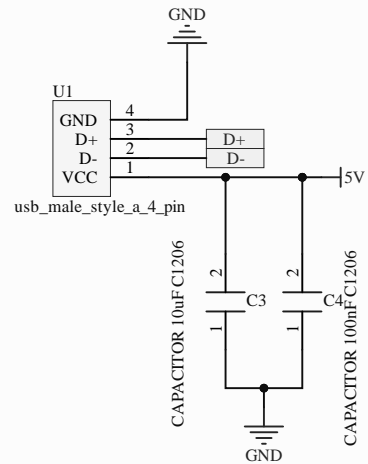 GND
U1
GND 4
D+ 3 D+
D- 2 D-
VCC 1
5V
usb_male_style_a_4_pin
2 2
C3 C4
1 1
CAPACITOR 10uF C1206
CAPACITOR 100nF C1206
GND